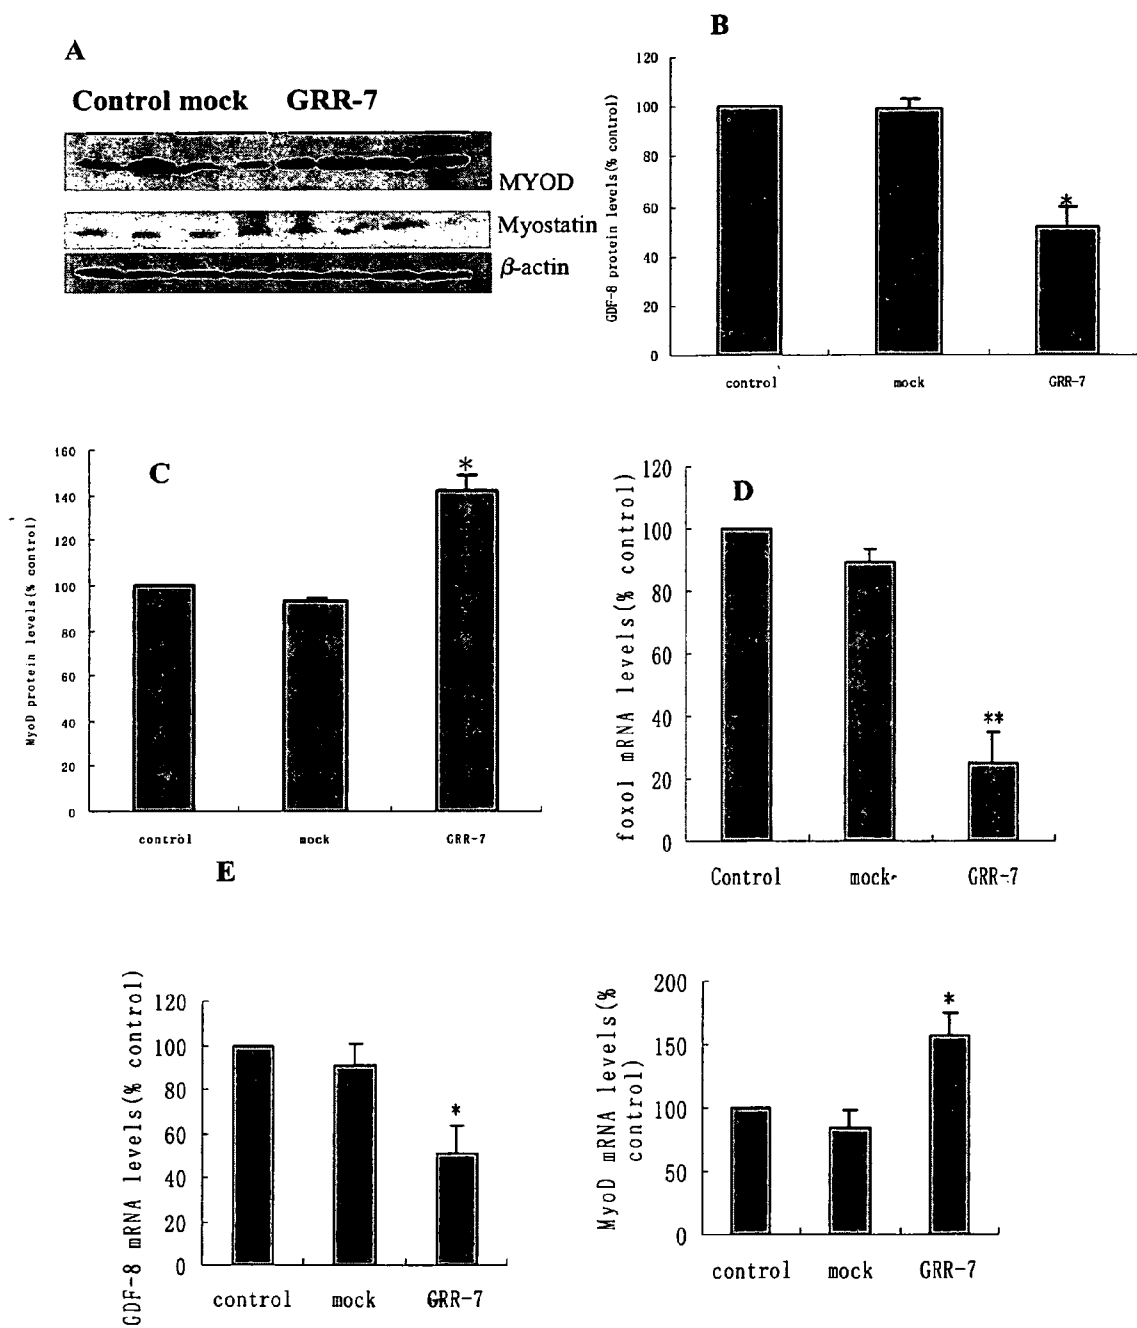 A
Control mock GRR-7
MYOD
Myostatin
β-actin
B
GDF-8 protein levels(% control)
120
100
80
60
40
20
0
*
control
mock
GRR-7
C
MyoD protein levels(% control)
160
140
120
100
80
60
40
20
0
*
control
mock
GRR-7
D
foxo1 mRNA levels(% control)
120
100
80
60
40
20
0
**
Control
mock
GRR-7
E
GDF-8 mRNA levels(% control)
120
100
80
60
40
20
0
*
control
mock
GRR-7
MyoD mRNA levels(%
control)
200
150
100
50
0
*
control
mock
GRR-7